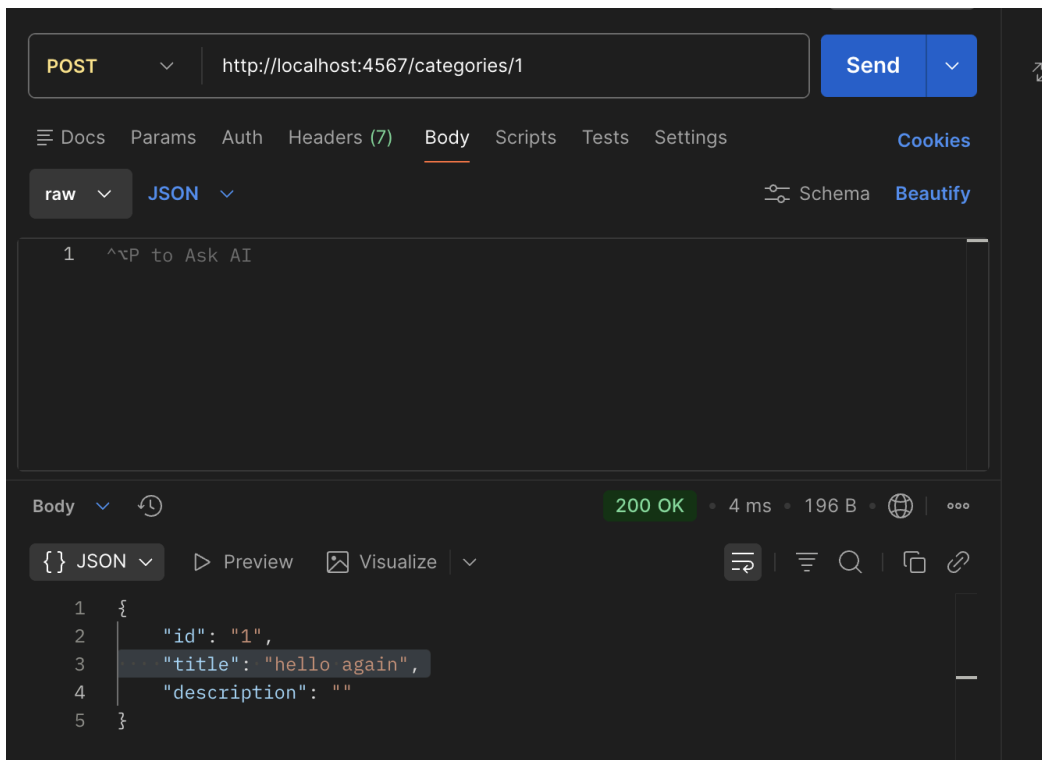 POST http://localhost:4567/categories/1 Send
Docs Params Auth Headers (7) Body Scripts Tests Settings Cookies
raw JSON Schema Beautify
1 ^⌥P to Ask AI
Body 200 OK • 4 ms • 196 B •
{} JSON Preview Visualize
1 {
2 "id": "1",
3 ····"title":·"hello·again",
4 "description": ""
5 }